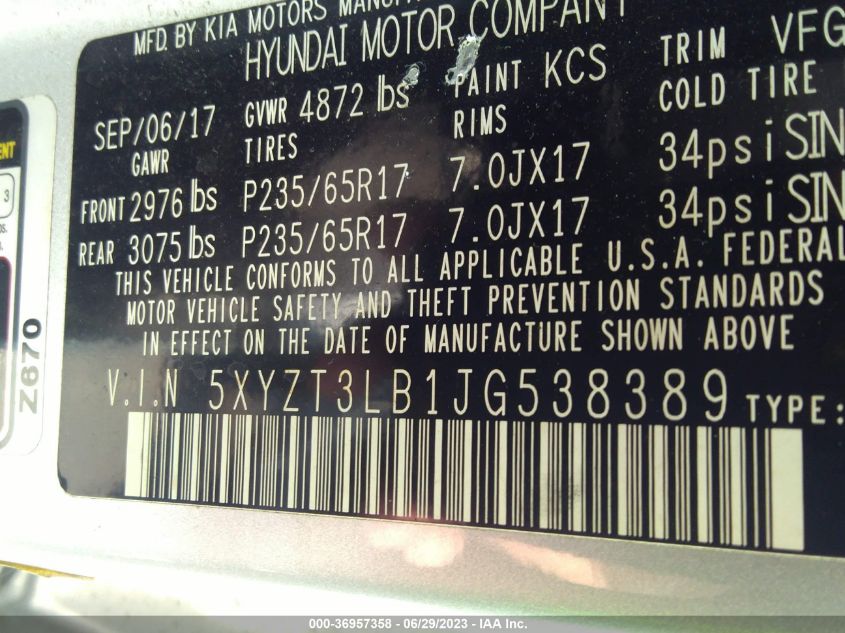 MFD. BY KIA MOTORS
HYUNDAI MOTOR COMPANY
SEP/06/17 GVWR 4872 lbs PAINT KCS TRIM VFG
GAWR TIRES RIMS COLD TIRE
FRONT 2976 lbs P235/65R17 7.0JX17 34psi SIN
REAR 3075 lbs P235/65R17 7.0JX17 34psi SIN
THIS VEHICLE CONFORMS TO ALL APPLICABLE U.S.A. FEDERAL
MOTOR VEHICLE SAFETY AND THEFT PREVENTION STANDARDS
IN EFFECT ON THE DATE OF MANUFACTURE SHOWN ABOVE
V.I.N 5XYZT3LB1JG538389 TYPE:
Z670
3
000-36957358 - 06/29/2023 - IAA Inc.